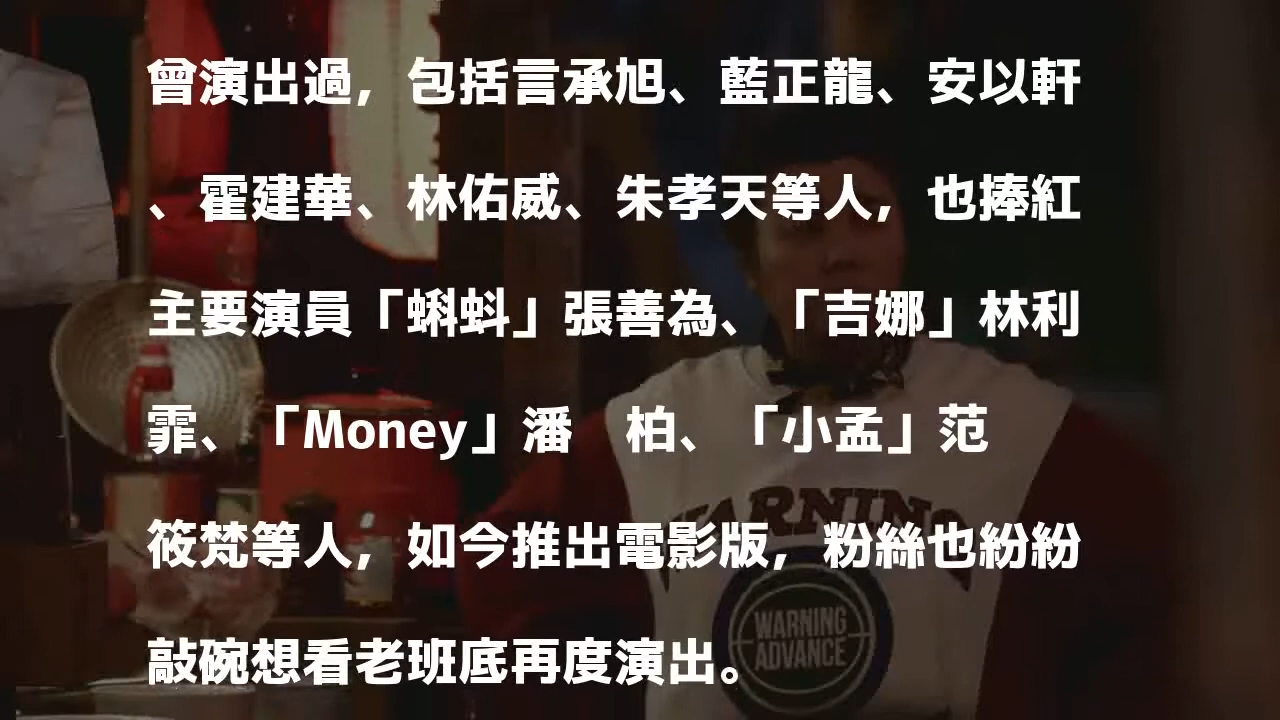 曾演出過，包括言承旭、藍正龍、安以軒
、霍建華、林佑威、朱孝天等人，也捧紅
主要演員「蝌蚪」張善為、「吉娜」林利
霏、「Money」潘　柏、「小孟」范
筱梵等人，如今推出電影版，粉絲也紛紛
敲碗想看老班底再度演出。
WARNING
WARNING
ADVANCE